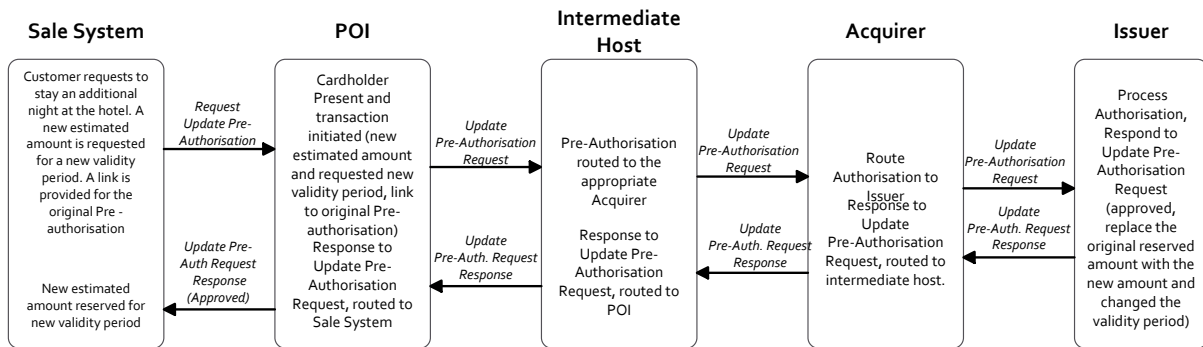 Sale System
POI
Intermediate
Host
Acquirer
Issuer
Customer requests to
stay an additional
night at the hotel. A
new estimated
amount is requested
for a new validity
period. A link is
provided for the
original Pre -
authorisation
New estimated
amount reserved for
new validity period
Request
Update Pre-
Authorisation
Update Pre-
Auth Request
Response
(Approved)
Cardholder
Present and
transaction
initiated (new
estimated amount
and requested new
validity period, link
to original Pre-
authorisation)
Response to
Update Pre-
Authorisation
Request, routed to
Sale System
Update
Pre-Authorisation
Request
Update
Pre-Auth. Request
Response
Pre-Authorisation
routed to the
appropriate
Acquirer
Response to
Update Pre-
Authorisation
Request, routed to
POI
Update
Pre-Authorisation
Request
Update
Pre-Auth. Request
Response
Route
Authorisation to
Issuer
Response to
Update
Pre-Authorisation
Request, routed to
intermediate host.
Update
Pre-Authorisation
Request
Update
Pre-Auth. Request
Response
Process
Authorisation,
Respond to
Update Pre-
Authorisation
Request
(approved,
replace the
original reserved
amount with the
new amount and
changed the
validity period)